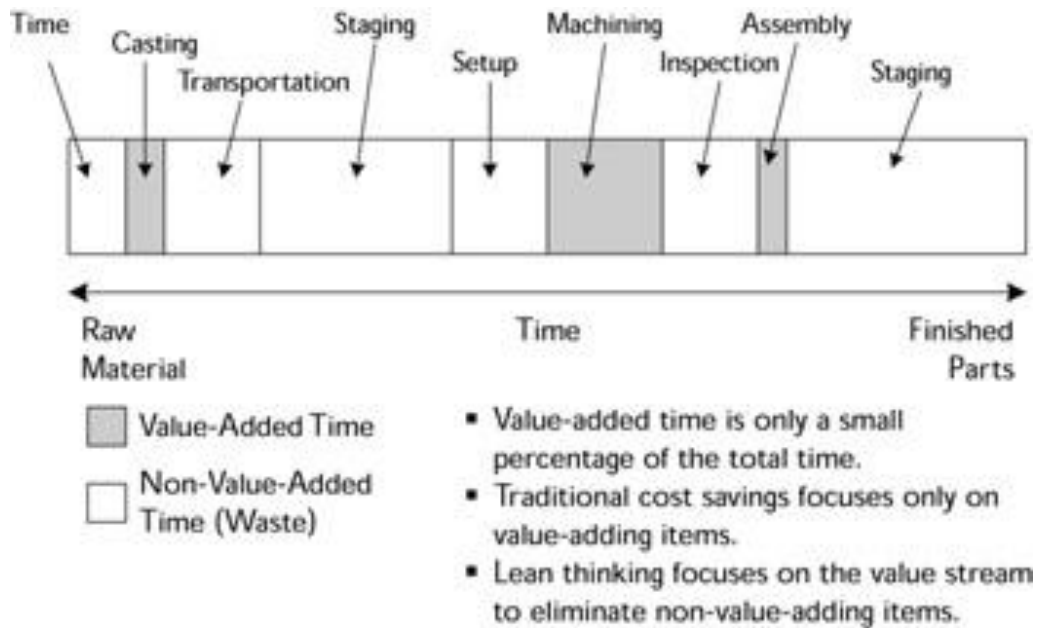 Time
Casting
Transportation
Staging
Setup
Machining
Inspection
Assembly
Staging
Raw
Material
Time
Finished
Parts
Value-Added Time
Non-Value-Added
Time (Waste)
▪ Value-added time is only a small
percentage of the total time.
▪ Traditional cost savings focuses only on
value-adding items.
▪ Lean thinking focuses on the value stream
to eliminate non-value-adding items.